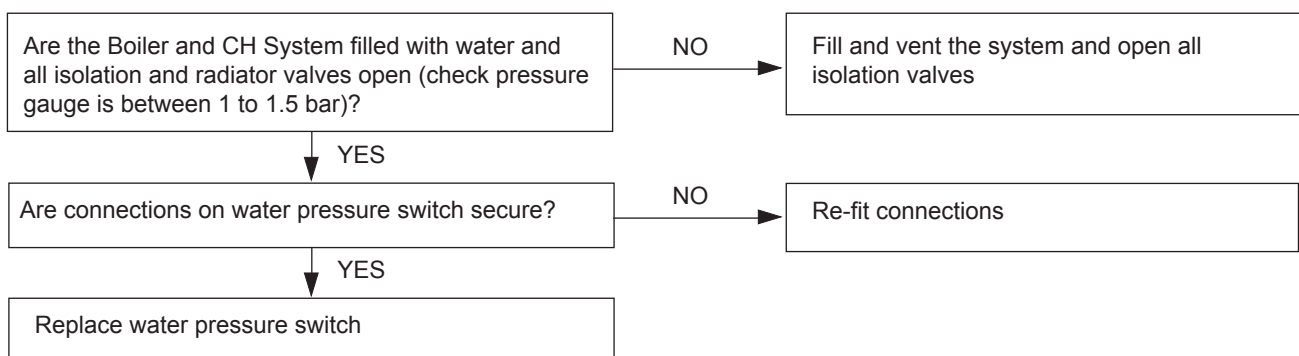 Are the Boiler and CH System filled with water and
all isolation and radiator valves open (check pressure
gauge is between 1 to 1.5 bar)?
NO
Fill and vent the system and open all
isolation valves
YES
Are connections on water pressure switch secure?
NO
Re-fit connections
YES
Replace water pressure switch